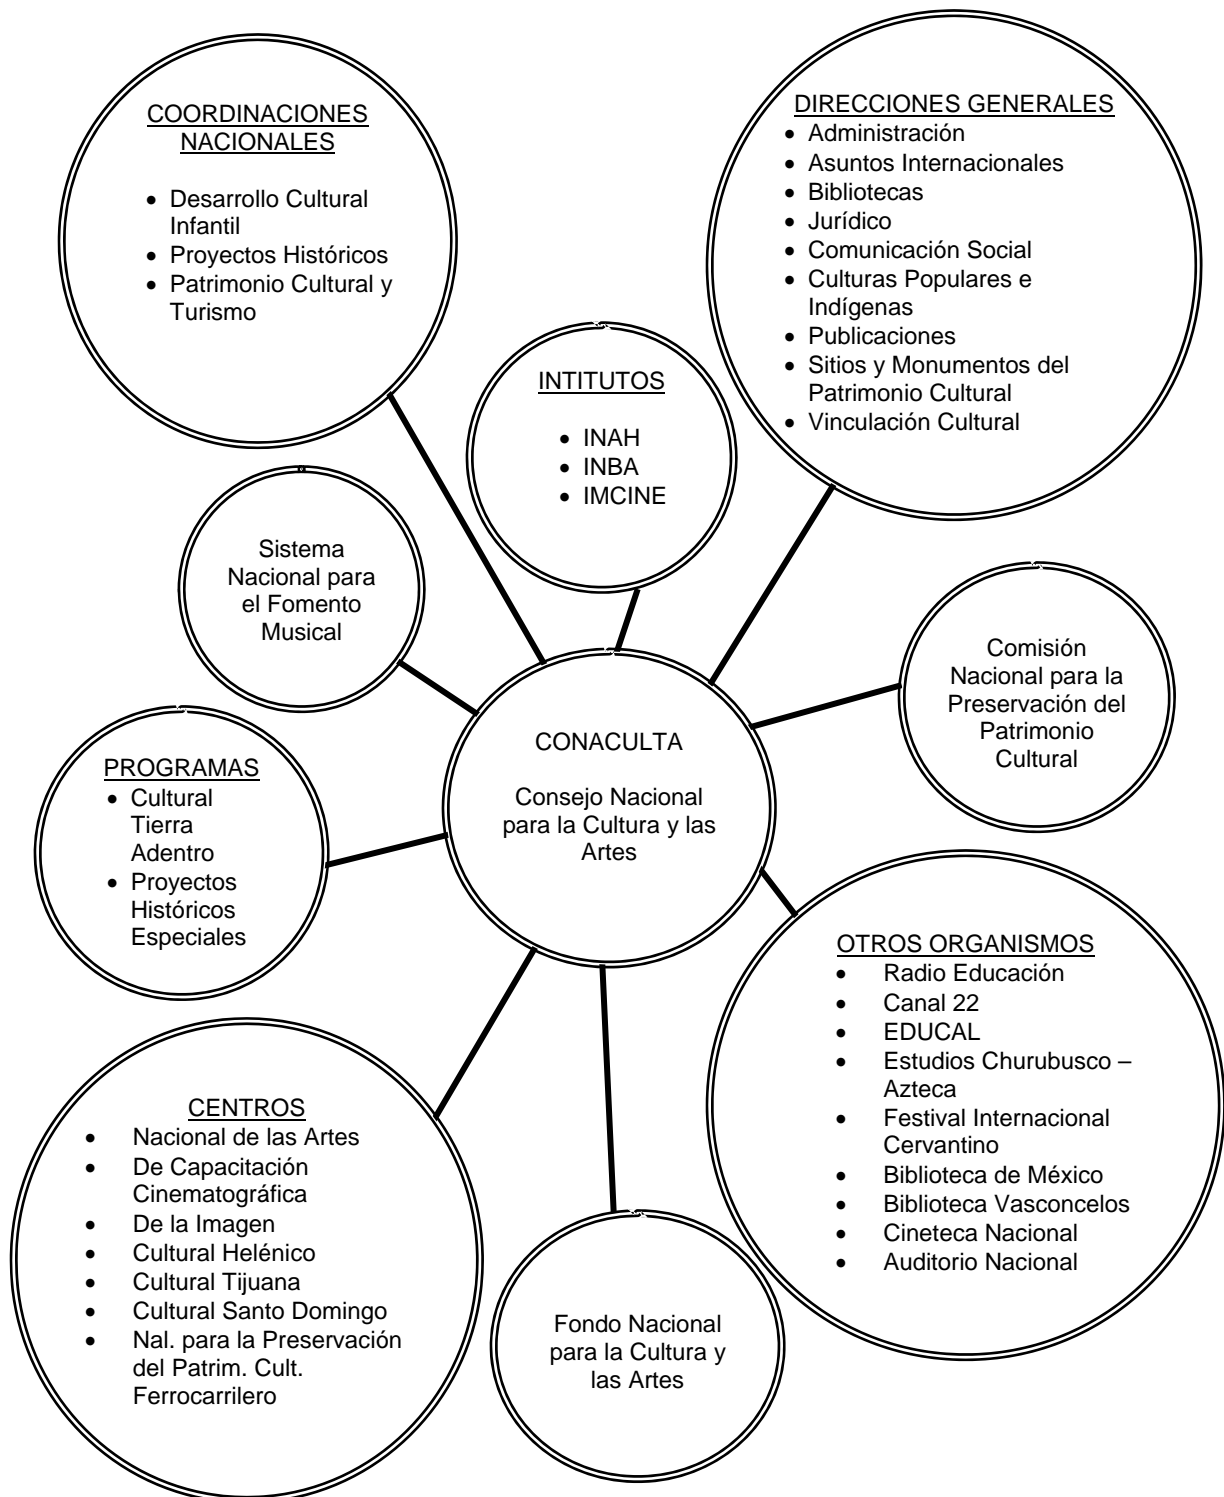 COORDINACIONES
NACIONALES
• Desarrollo Cultural
Infantil
• Proyectos Históricos
• Patrimonio Cultural y
Turismo
DIRECCIONES GENERALES
• Administración
• Asuntos Internacionales
• Bibliotecas
• Jurídico
• Comunicación Social
• Culturas Populares e
Indígenas
• Publicaciones
• Sitios y Monumentos del
Patrimonio Cultural
• Vinculación Cultural
INTITUTOS
• INAH
• INBA
• IMCINE
Sistema
Nacional para
el Fomento
Musical
Comisión
Nacional para la
Preservación del
Patrimonio
Cultural
CONACULTA
Consejo Nacional
para la Cultura y las
Artes
PROGRAMAS
• Cultural
Tierra
Adentro
• Proyectos
Históricos
Especiales
OTROS ORGANISMOS
• Radio Educación
• Canal 22
• EDUCAL
• Estudios Churubusco –
Azteca
• Festival Internacional
Cervantino
• Biblioteca de México
• Biblioteca Vasconcelos
• Cineteca Nacional
• Auditorio Nacional
CENTROS
• Nacional de las Artes
• De Capacitación
Cinematográfica
• De la Imagen
• Cultural Helénico
• Cultural Tijuana
• Cultural Santo Domingo
• Nal. para la Preservación
del Patrim. Cult.
Ferrocarrilero
Fondo Nacional
para la Cultura y
las Artes